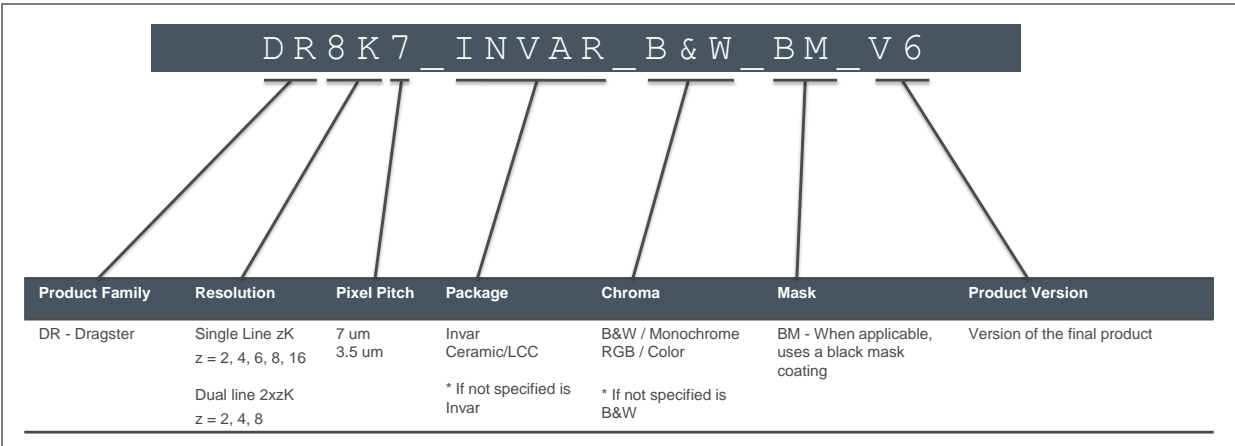 DR8K7_INVAR_B&W_BM_V6
Product Family Resolution Pixel Pitch Package Chroma Mask Product Version
DR - Dragster
Single Line zK
z = 2, 4, 6, 8, 16
Dual line 2xzK
z = 2, 4, 8
7 um
3.5 um
Invar
Ceramic/LCC
* If not specified is
Invar
B&W / Monochrome
RGB / Color
* If not specified is
B&W
BM - When applicable,
uses a black mask
coating
Version of the final product